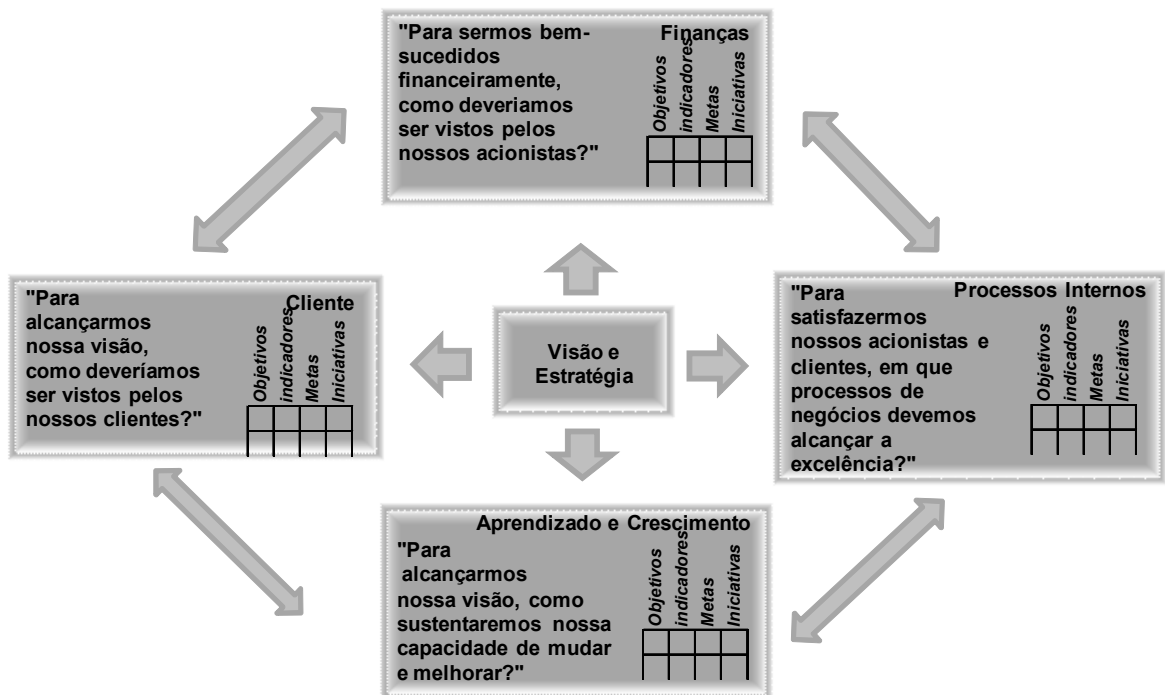 Finanças
"Para sermos bem-
sucedidos
financeiramente,
como deveriamos
ser vistos pelos
nossos acionistas?"
Objetivos
indicadores
Metas
Iniciativas
Cliente
"Para
alcançarmos
nossa visão,
como deveríamos
ser vistos pelos
nossos clientes?"
Objetivos
indicadores
Metas
Iniciativas
Visão e
Estratégia
Processos Internos
"Para
satisfazermos
nossos acionistas e
clientes, em que
processos de
negócios devemos
alcançar a
excelência?"
Objetivos
indicadores
Metas
Iniciativas
Aprendizado e Crescimento
"Para
alcançarmos
nossa visão, como
sustentaremos nossa
capacidade de mudar
e melhorar?"
Objetivos
indicadores
Metas
Iniciativas